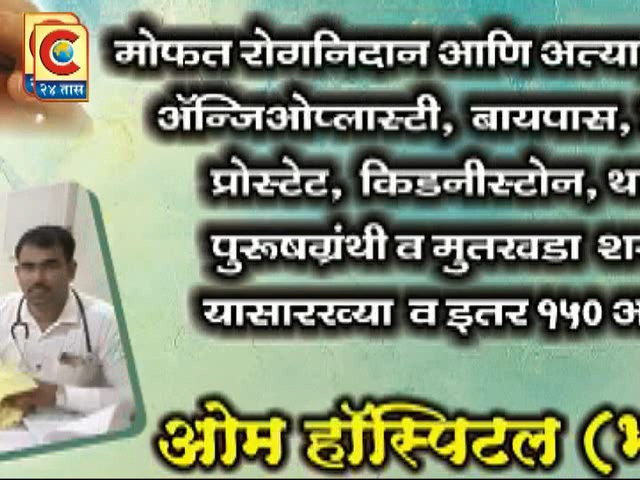 C
२४ तास
मोफत रोगनिदान आणि
ॲन्जिओप्लास्टी, बायपास,
प्रोस्टेट, किडनीस्टोन,
पुरूषग्रंथी व मुतखडा
यासारख्या व इतर १५०
ओम हॉस्पिटल